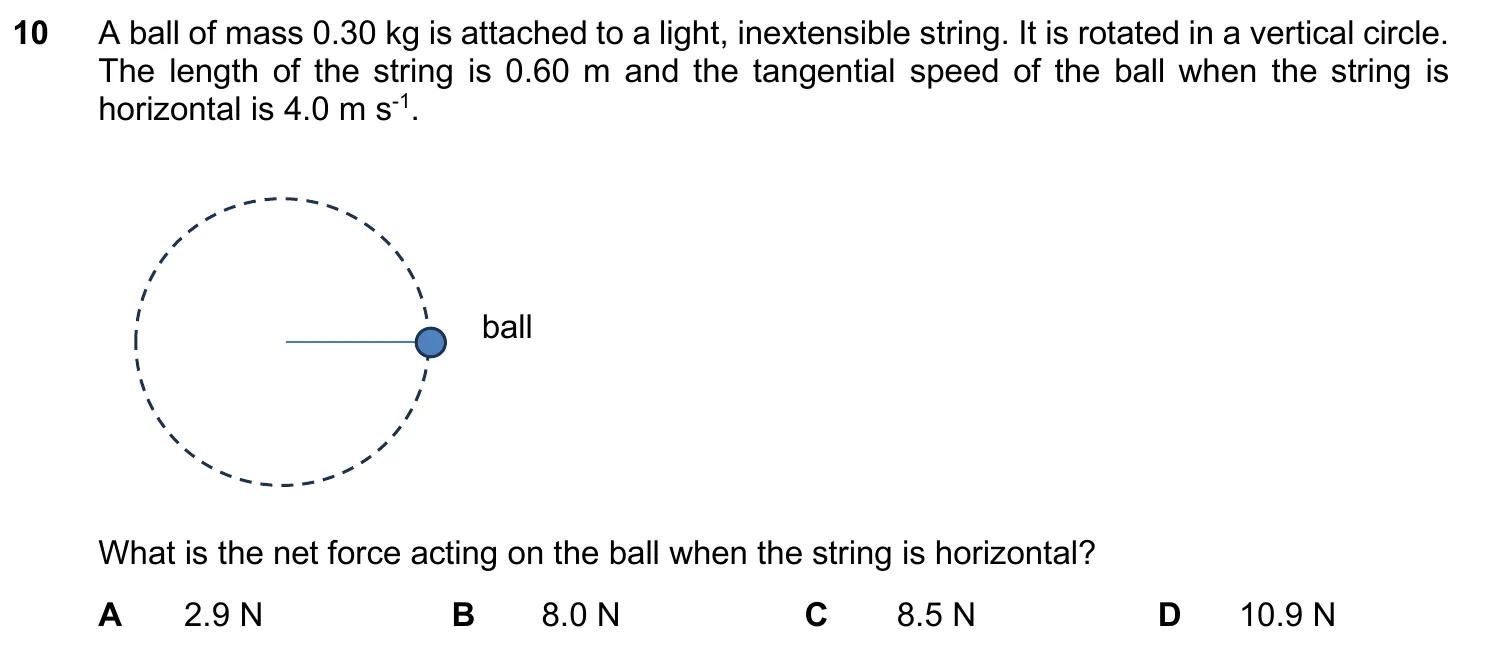 10 A ball of mass 0.30 kg is attached to a light, inextensible string. It is rotated in a vertical circle.
The length of the string is 0.60 m and the tangential speed of the ball when the string is
horizontal is 4.0 m s⁻¹.
ball
What is the net force acting on the ball when the string is horizontal?
A 2.9 N B 8.0 N C 8.5 N D 10.9 N